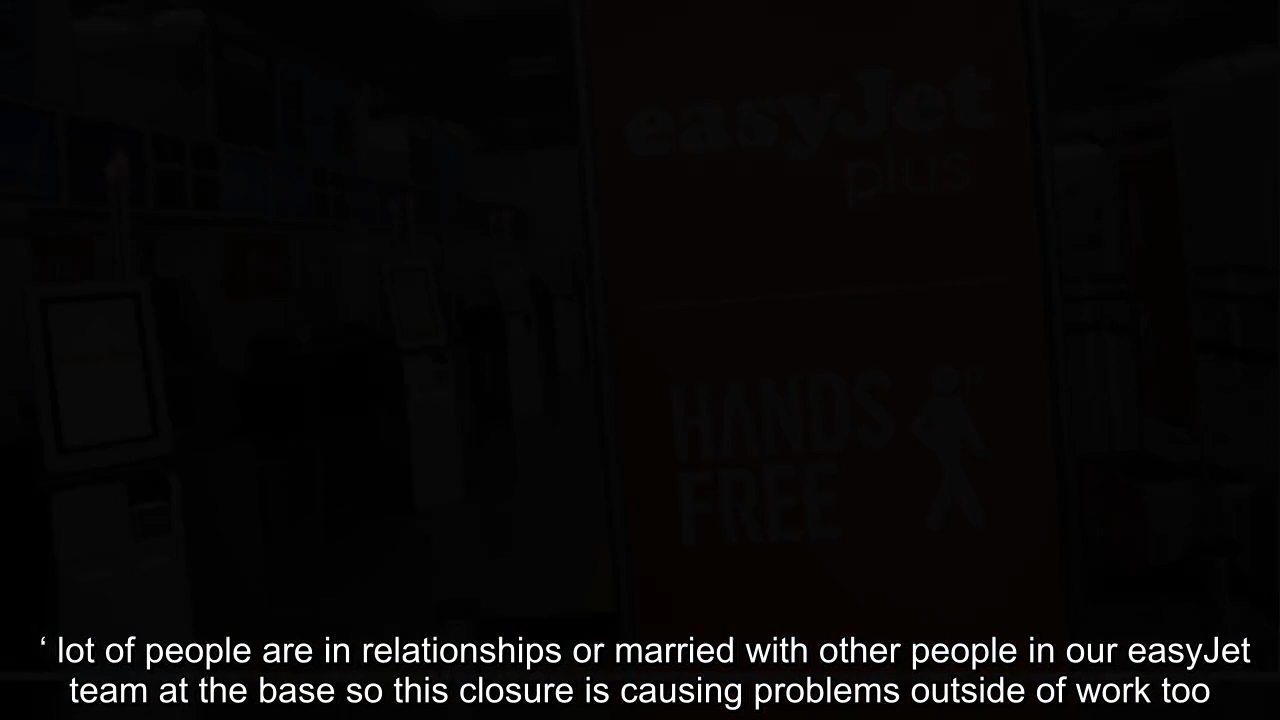 easyJet
plus
HANDS
FREE
‘ lot of people are in relationships or married with other people in our easyJet
team at the base so this closure is causing problems outside of work too